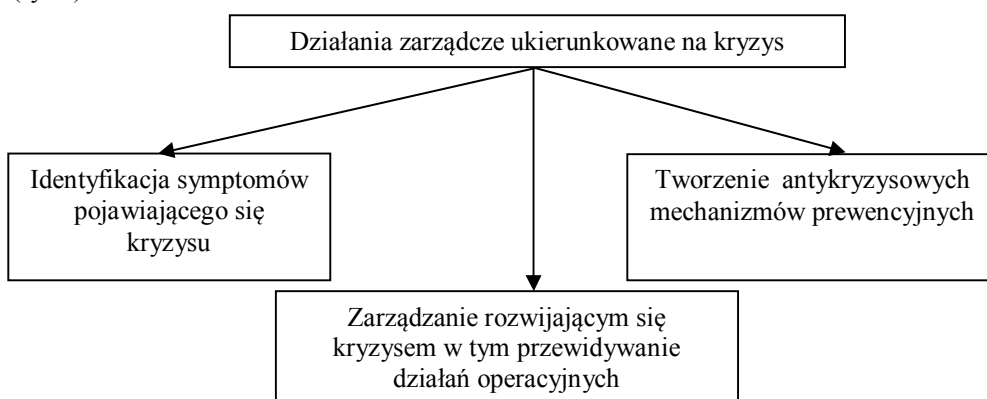 Działania zarządcze ukierunkowane na kryzys
Identyfikacja symptomów
pojawiającego się
kryzysu
Tworzenie antykryzysowych
mechanizmów prewencyjnych
Zarządzanie rozwijającym się
kryzysem w tym przewidywanie
działań operacyjnych